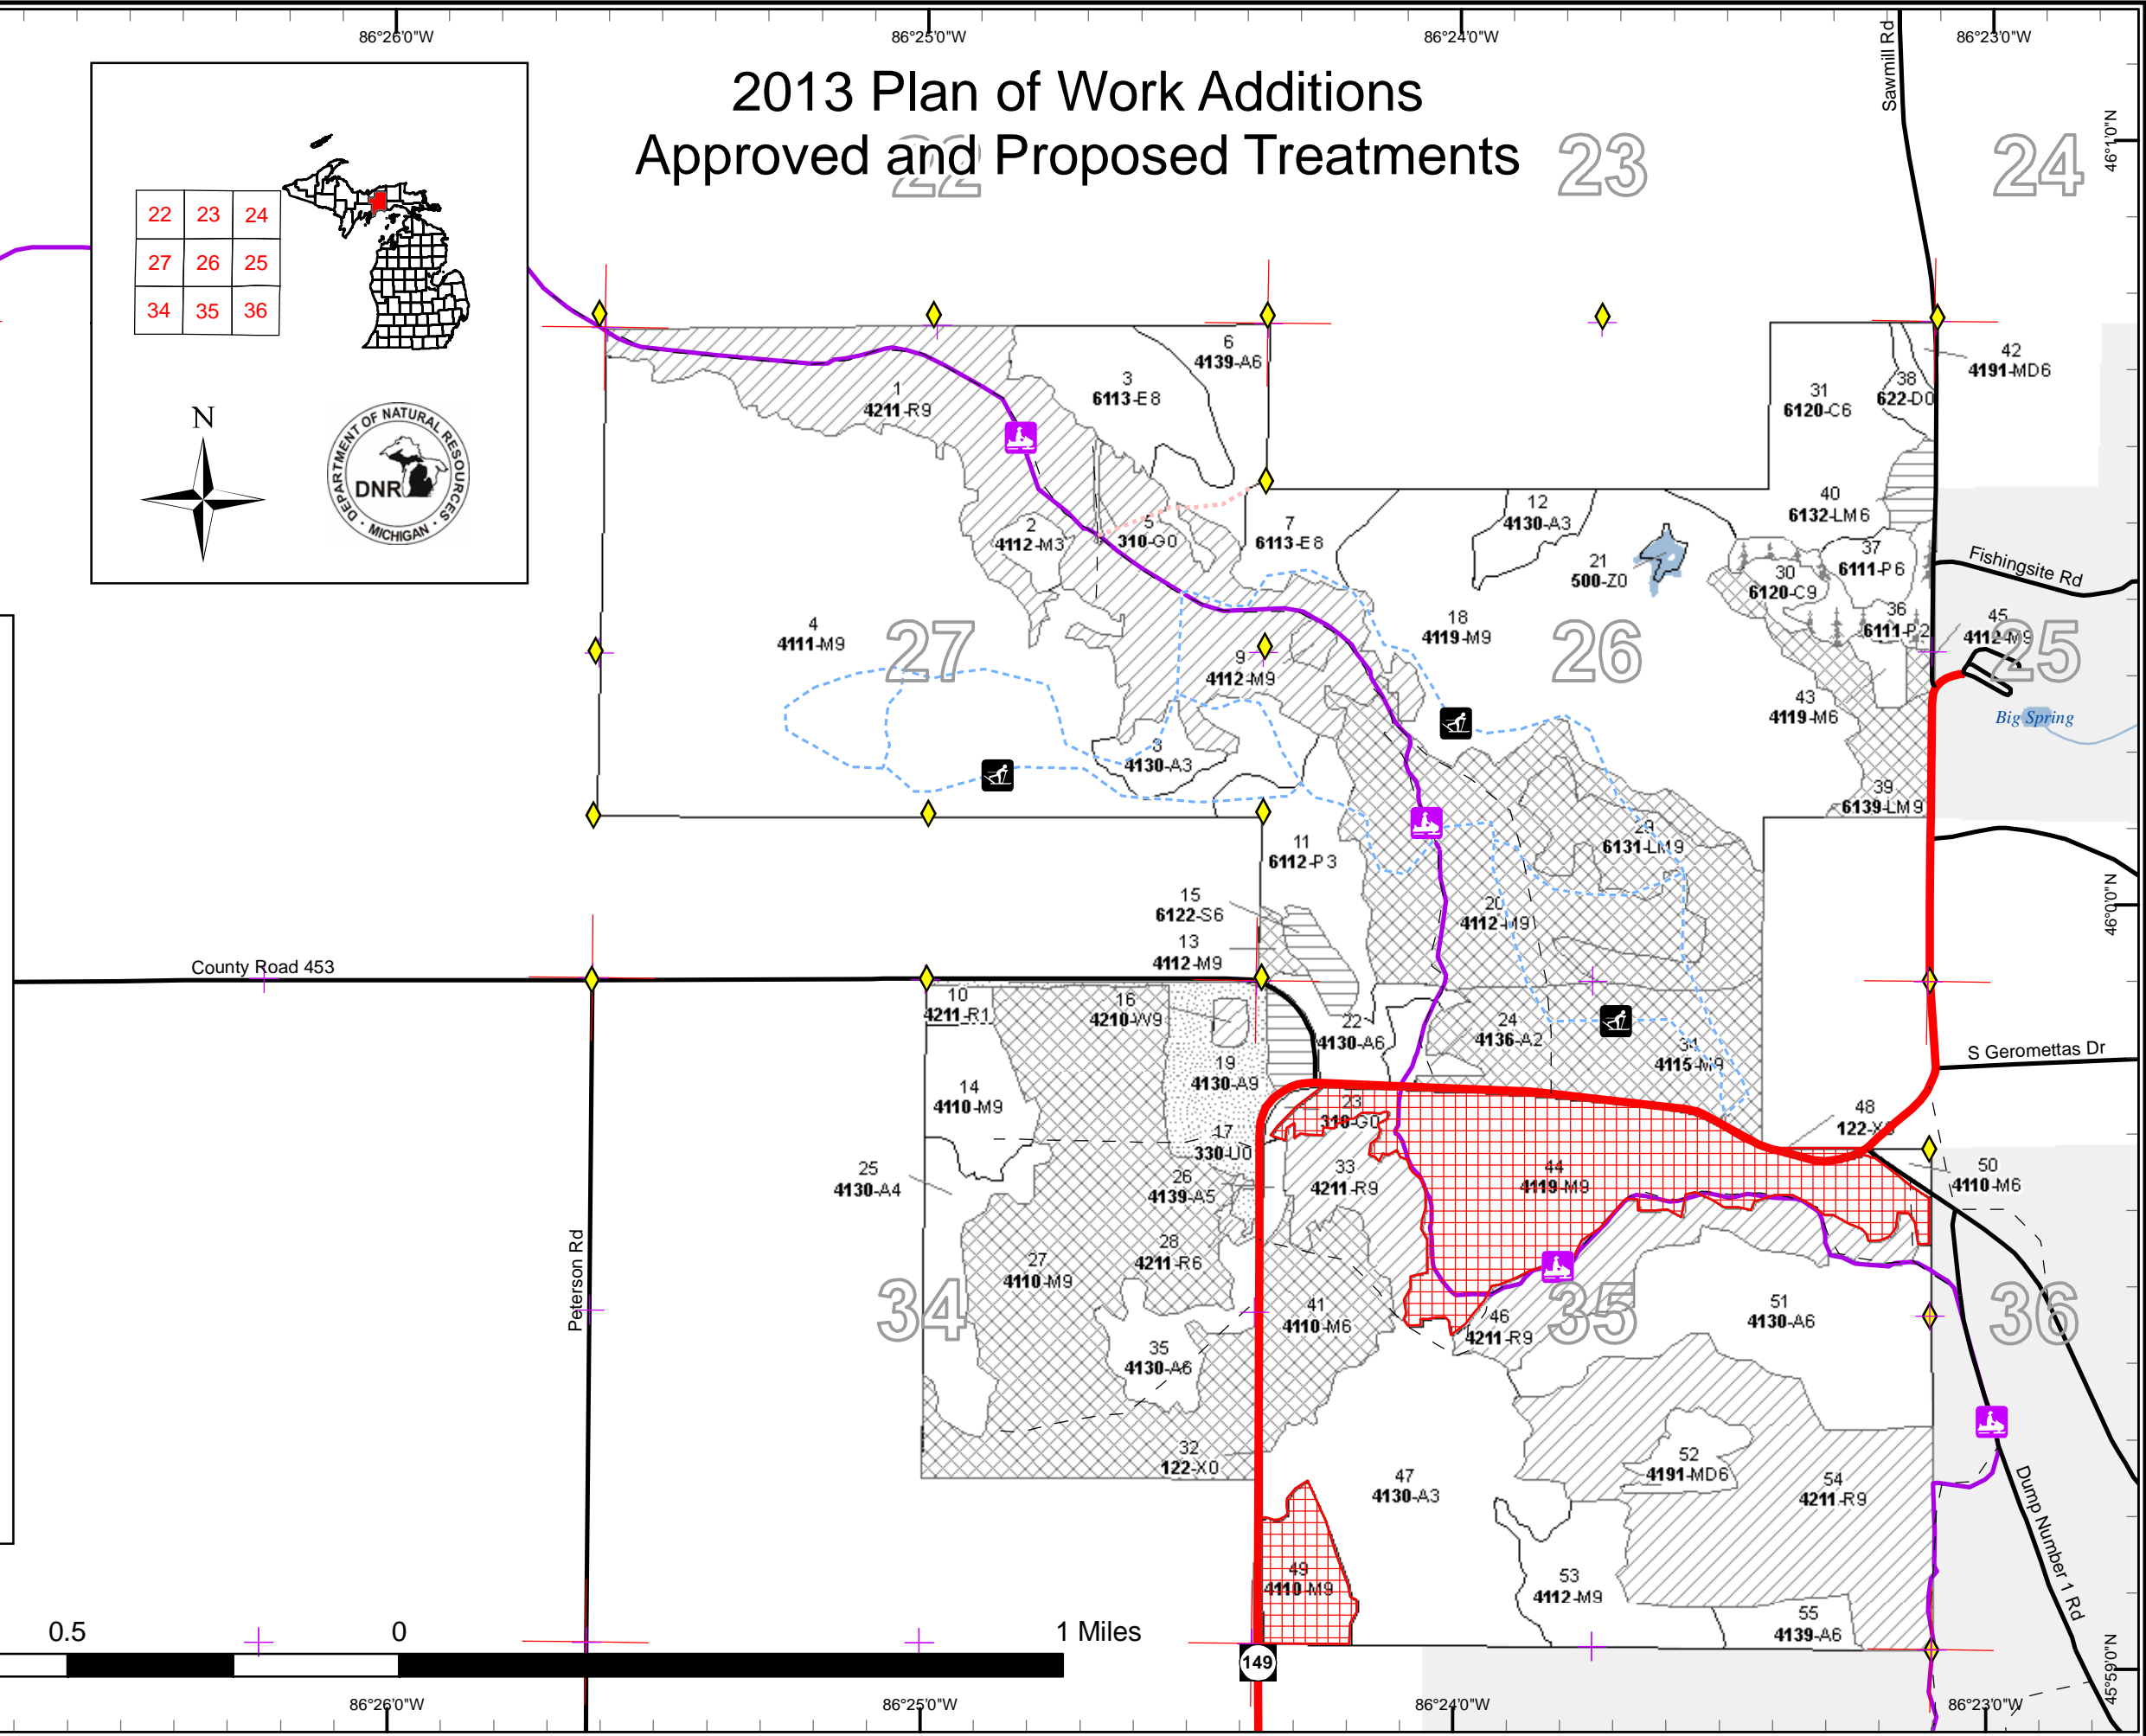 86°26'0"W
86°25'0"W
86°24'0"W
86°23'0"W
2013 Plan of Work Additions
Approved and Proposed Treatments
22
23
24
Sawmill Rd
46°1'0"N
22 23 24
27 26 25
34 35 36
N
DEPARTMENT OF NATURAL RESOURCES
DNR
· MICHIGAN ·
1
4211-R9
3
6113-E8
6
4139-A6
31
6120-C6
38
622-D0
42
4191-MD6
2
4112-M3
5
310-G0
7
6113-E8
12
4130-A3
21
500-Z0
40
6132-LM6
37
6111-P6
30
6120-C9
36
6111-P2
Fishingsite Rd
45
4112-M9
4
4111-M9
27
9
4112-M9
18
4119-M9
26
25
43
4119-M6
Big Spring
3
4130-A3
39
6139-LM9
11
6112-P3
29
6131-LM9
15
6122-S6
13
4112-M9
20
4112-M9
46°0'0"N
County Road 453
10
4211-R1
16
4210-W9
22
4130-A6
24
4136-A2
34
4115-M9
S Geromettas Dr
14
4110-M9
19
4130-A9
17
330-U0
23
310-G0
48
122-X0
25
4130-A4
26
4139-A5
33
4211-R9
44
4119-M9
50
4110-M6
Peterson Rd
27
4110-M9
28
4211-R6
34
41
4110-M6
46
4211-R9
35
51
4130-A6
36
35
4130-A6
32
122-X0
47
4130-A3
52
4191-MD6
54
4211-R9
Dump Number 1 Rd
49
4110-M9
53
4112-M9
55
4139-A6
0.5 0 1 Miles
149
45°59'0"N
86°26'0"W
86°25'0"W
86°24'0"W
86°23'0"W